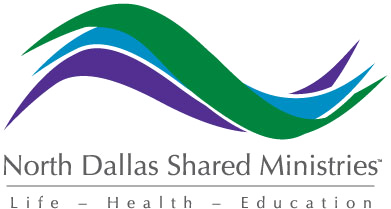 North Dallas Shared Ministries™
Life – Health – Education